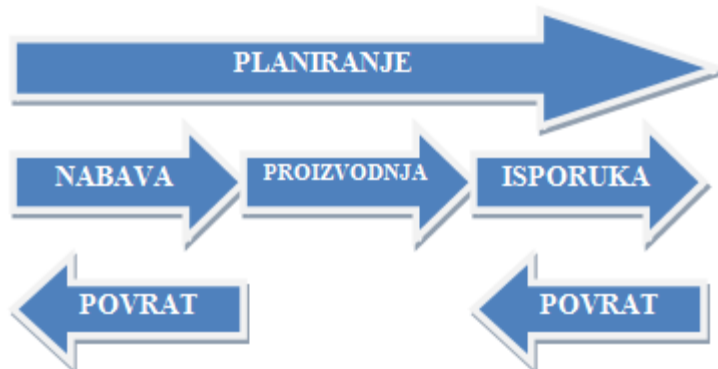 PLANIRANJE
NABAVA
PROIZVODNJA
ISPORUKA
POVRAT
POVRAT